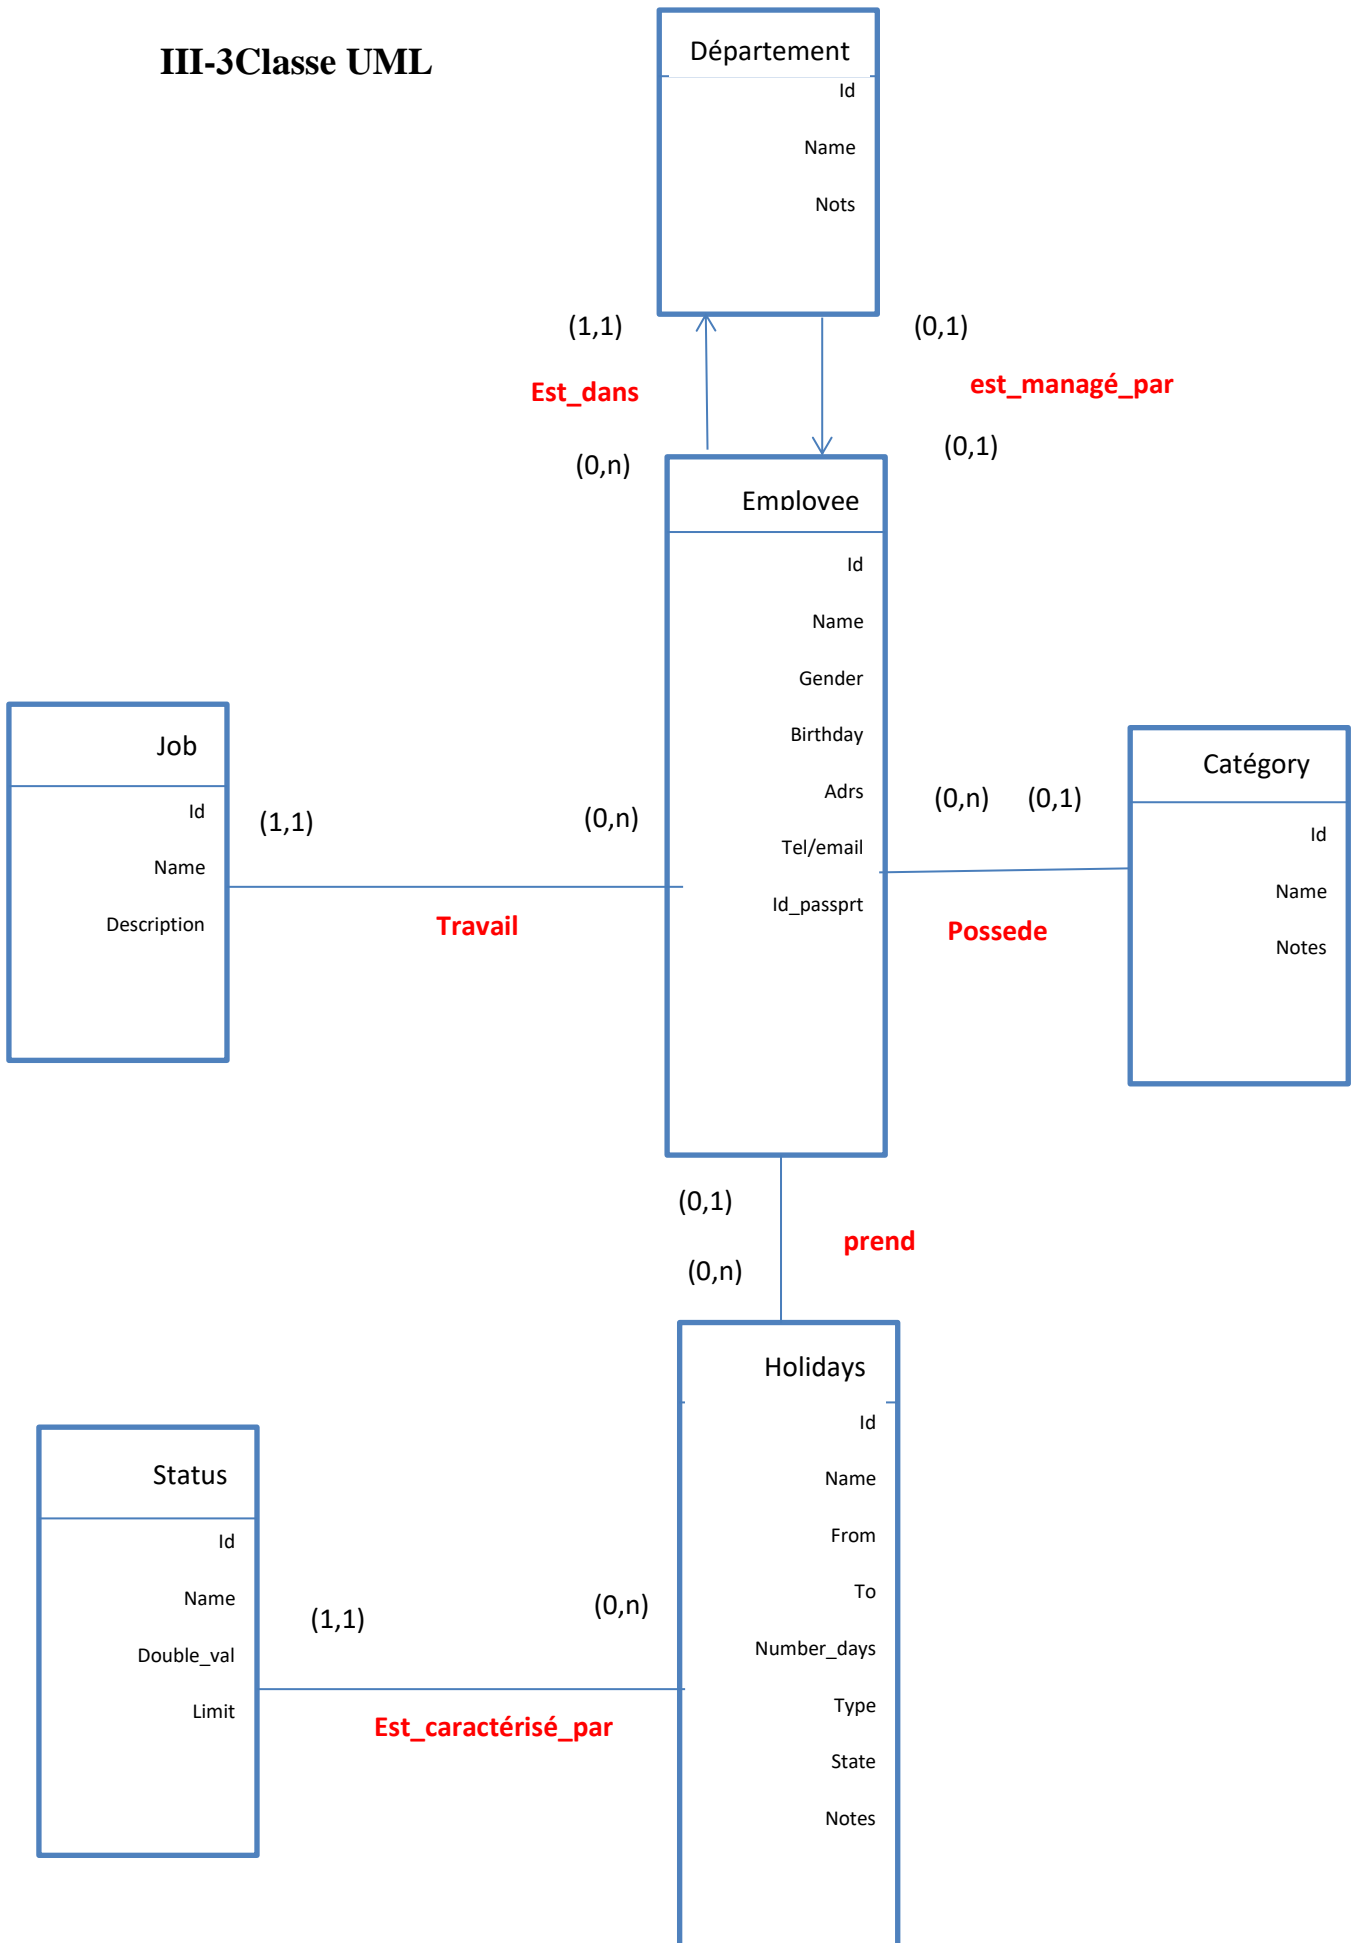 III-3Classe UML
Département
Id
Name
Nots
(1,1)
(0,1)
Est_dans
est_managé_par
(0,n)
(0,1)
Employee
Id
Name
Gender
Birthday
Adrs
Tel/email
Id_passprt
Job
Id
Name
Description
(1,1)
(0,n)
Travail
(0,n)
(0,1)
Possede
Catégory
Id
Name
Notes
(0,1)
prend
(0,n)
Holidays
Id
Name
From
To
Number_days
Type
State
Notes
Status
Id
Name
Double_val
Limit
(1,1)
(0,n)
Est_caractérisé_par